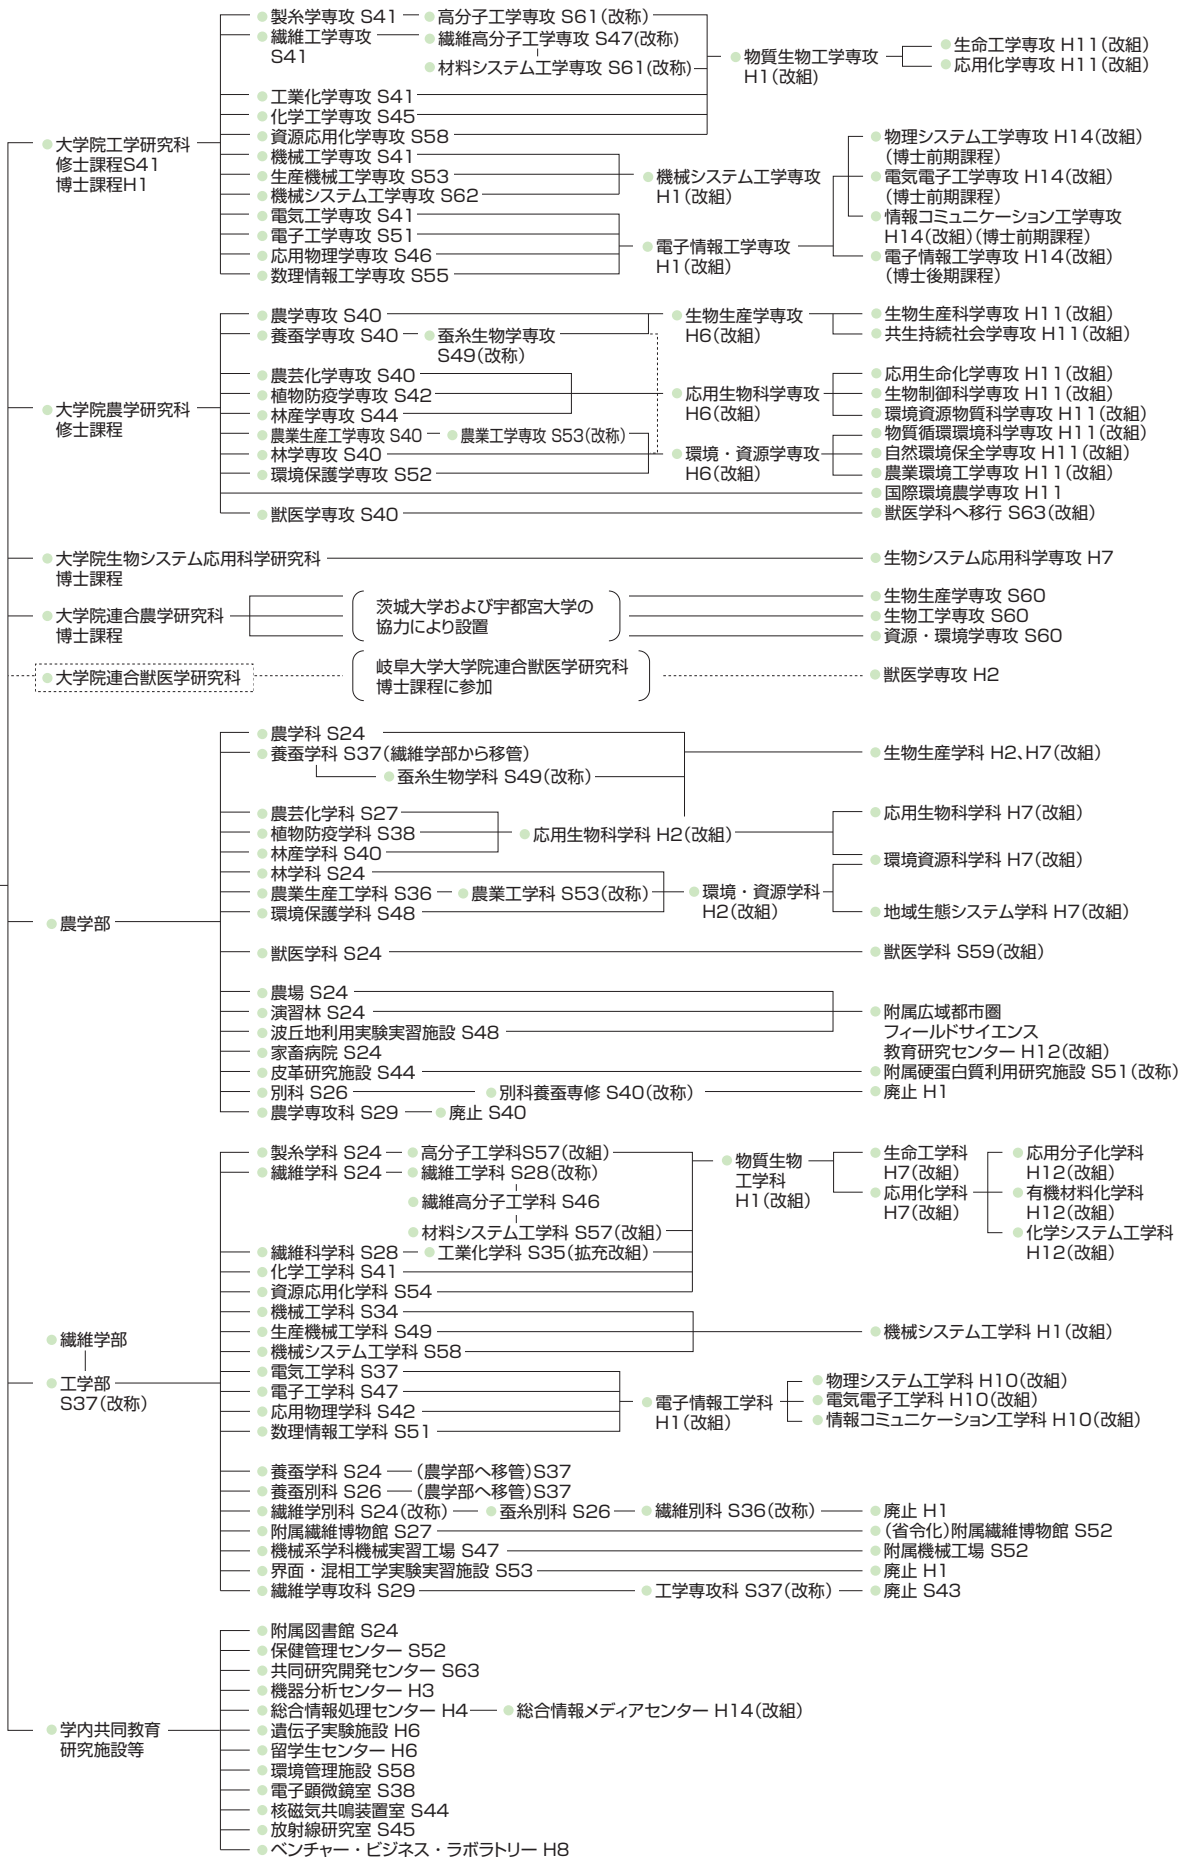 大学院工学研究科
修士課程S41
博士課程H1
製糸学専攻 S41
高分子工学専攻 S61(改称)
繊維工学専攻
S41
繊維高分子工学専攻 S47(改称)
材料システム工学専攻 S61(改称)
工業化学専攻 S41
化学工学専攻 S45
資源応用化学専攻 S58
物質生物工学専攻
H1(改組)
生命工学専攻 H11(改組)
応用化学専攻 H11(改組)
機械工学専攻 S41
生産機械工学専攻 S53
機械システム工学専攻 S62
機械システム工学専攻
H1(改組)
電気工学専攻 S41
電子工学専攻 S51
応用物理学専攻 S46
数理情報工学専攻 S55
電子情報工学専攻
H1(改組)
物理システム工学専攻 H14(改組)
(博士前期課程)
電気電子工学専攻 H14(改組)
(博士前期課程)
情報コミュニケーション工学専攻
H14(改組)(博士前期課程)
電子情報工学専攻 H14(改組)
(博士後期課程)
大学院農学研究科
修士課程
農学専攻 S40
養蚕学専攻 S40
蚕糸生物学専攻
S49(改称)
生物生産学専攻
H6(改組)
生物生産科学専攻 H11(改組)
共生持続社会学専攻 H11(改組)
農芸化学専攻 S40
植物防疫学専攻 S42
林産学専攻 S44
応用生物科学専攻
H6(改組)
応用生命化学専攻 H11(改組)
生物制御科学専攻 H11(改組)
環境資源物質科学専攻 H11(改組)
農業生産工学専攻 S40
農業工学専攻 S53(改称)
林学専攻 S40
環境保護学専攻 S52
環境・資源学専攻
H6(改組)
物質循環環境科学専攻 H11(改組)
自然環境保全学専攻 H11(改組)
農業環境工学専攻 H11(改組)
国際環境農学専攻 H11
獣医学専攻 S40
獣医学科へ移行 S63(改組)
大学院生物システム応用科学研究科
博士課程
生物システム応用科学専攻 H7
大学院連合農学研究科
博士課程
茨城大学および宇都宮大学の
協力により設置
生物生産学専攻 S60
生物工学専攻 S60
資源・環境学専攻 S60
大学院連合獣医学研究科
岐阜大学大学院連合獣医学研究科
博士課程に参加
獣医学専攻 H2
農学部
農学科 S24
養蚕学科 S37(繊維学部から移管)
蚕糸生物学科 S49(改称)
生物生産学科 H2、H7(改組)
農芸化学科 S27
植物防疫学科 S38
林産学科 S40
応用生物科学科 H2(改組)
応用生物科学科 H7(改組)
環境資源科学科 H7(改組)
林学科 S24
農業生産工学科 S36
農業工学科 S53(改称)
環境保護学科 S48
環境・資源学科
H2(改組)
地域生態システム学科 H7(改組)
獣医学科 S24
獣医学科 S59(改組)
農場 S24
演習林 S24
波丘地利用実験実習施設 S48
附属広域都市圏
フィールドサイエンス
教育研究センター H12(改組)
家畜病院 S24
皮革研究施設 S44
附属硬蛋白質利用研究施設 S51(改称)
別科 S26
別科養蚕専修 S40(改称)
廃止 H1
農学専攻科 S29
廃止 S40
繊維学部
工学部
S37(改称)
製糸学科 S24
高分子工学科S57(改組)
繊維学科 S24
繊維工学科 S28(改称)
繊維高分子工学科 S46
材料システム工学科 S57(改組)
繊維科学科 S28
工業化学科 S35(拡充改組)
化学工学科 S41
資源応用化学科 S54
物質生物
工学科
H1(改組)
生命工学科
H7(改組)
応用化学科
H7(改組)
応用分子化学科
H12(改組)
有機材料化学科
H12(改組)
化学システム工学科
H12(改組)
機械工学科 S34
生産機械工学科 S49
機械システム工学科 S58
機械システム工学科 H1(改組)
電気工学科 S37
電子工学科 S47
応用物理学科 S42
数理情報工学科 S51
電子情報工学科
H1(改組)
物理システム工学科 H10(改組)
電気電子工学科 H10(改組)
情報コミュニケーション工学科 H10(改組)
養蚕学科 S24
(農学部へ移管)S37
養蚕別科 S26
(農学部へ移管)S37
繊維学別科 S24(改称)
蚕糸別科 S26
繊維別科 S36(改称)
廃止 H1
附属繊維博物館 S27
(省令化)附属繊維博物館 S52
機械系学科機械実習工場 S47
附属機械工場 S52
界面・混相工学実験実習施設 S53
廃止 H1
繊維学専攻科 S29
工学専攻科 S37(改称)
廃止 S43
学内共同教育
研究施設等
附属図書館 S24
保健管理センター S52
共同研究開発センター S63
機器分析センター H3
総合情報処理センター H4
総合情報メディアセンター H14(改組)
遺伝子実験施設 H6
留学生センター H6
環境管理施設 S58
電子顕微鏡室 S38
核磁気共鳴装置室 S44
放射線研究室 S45
ベンチャー・ビジネス・ラボラトリー H8